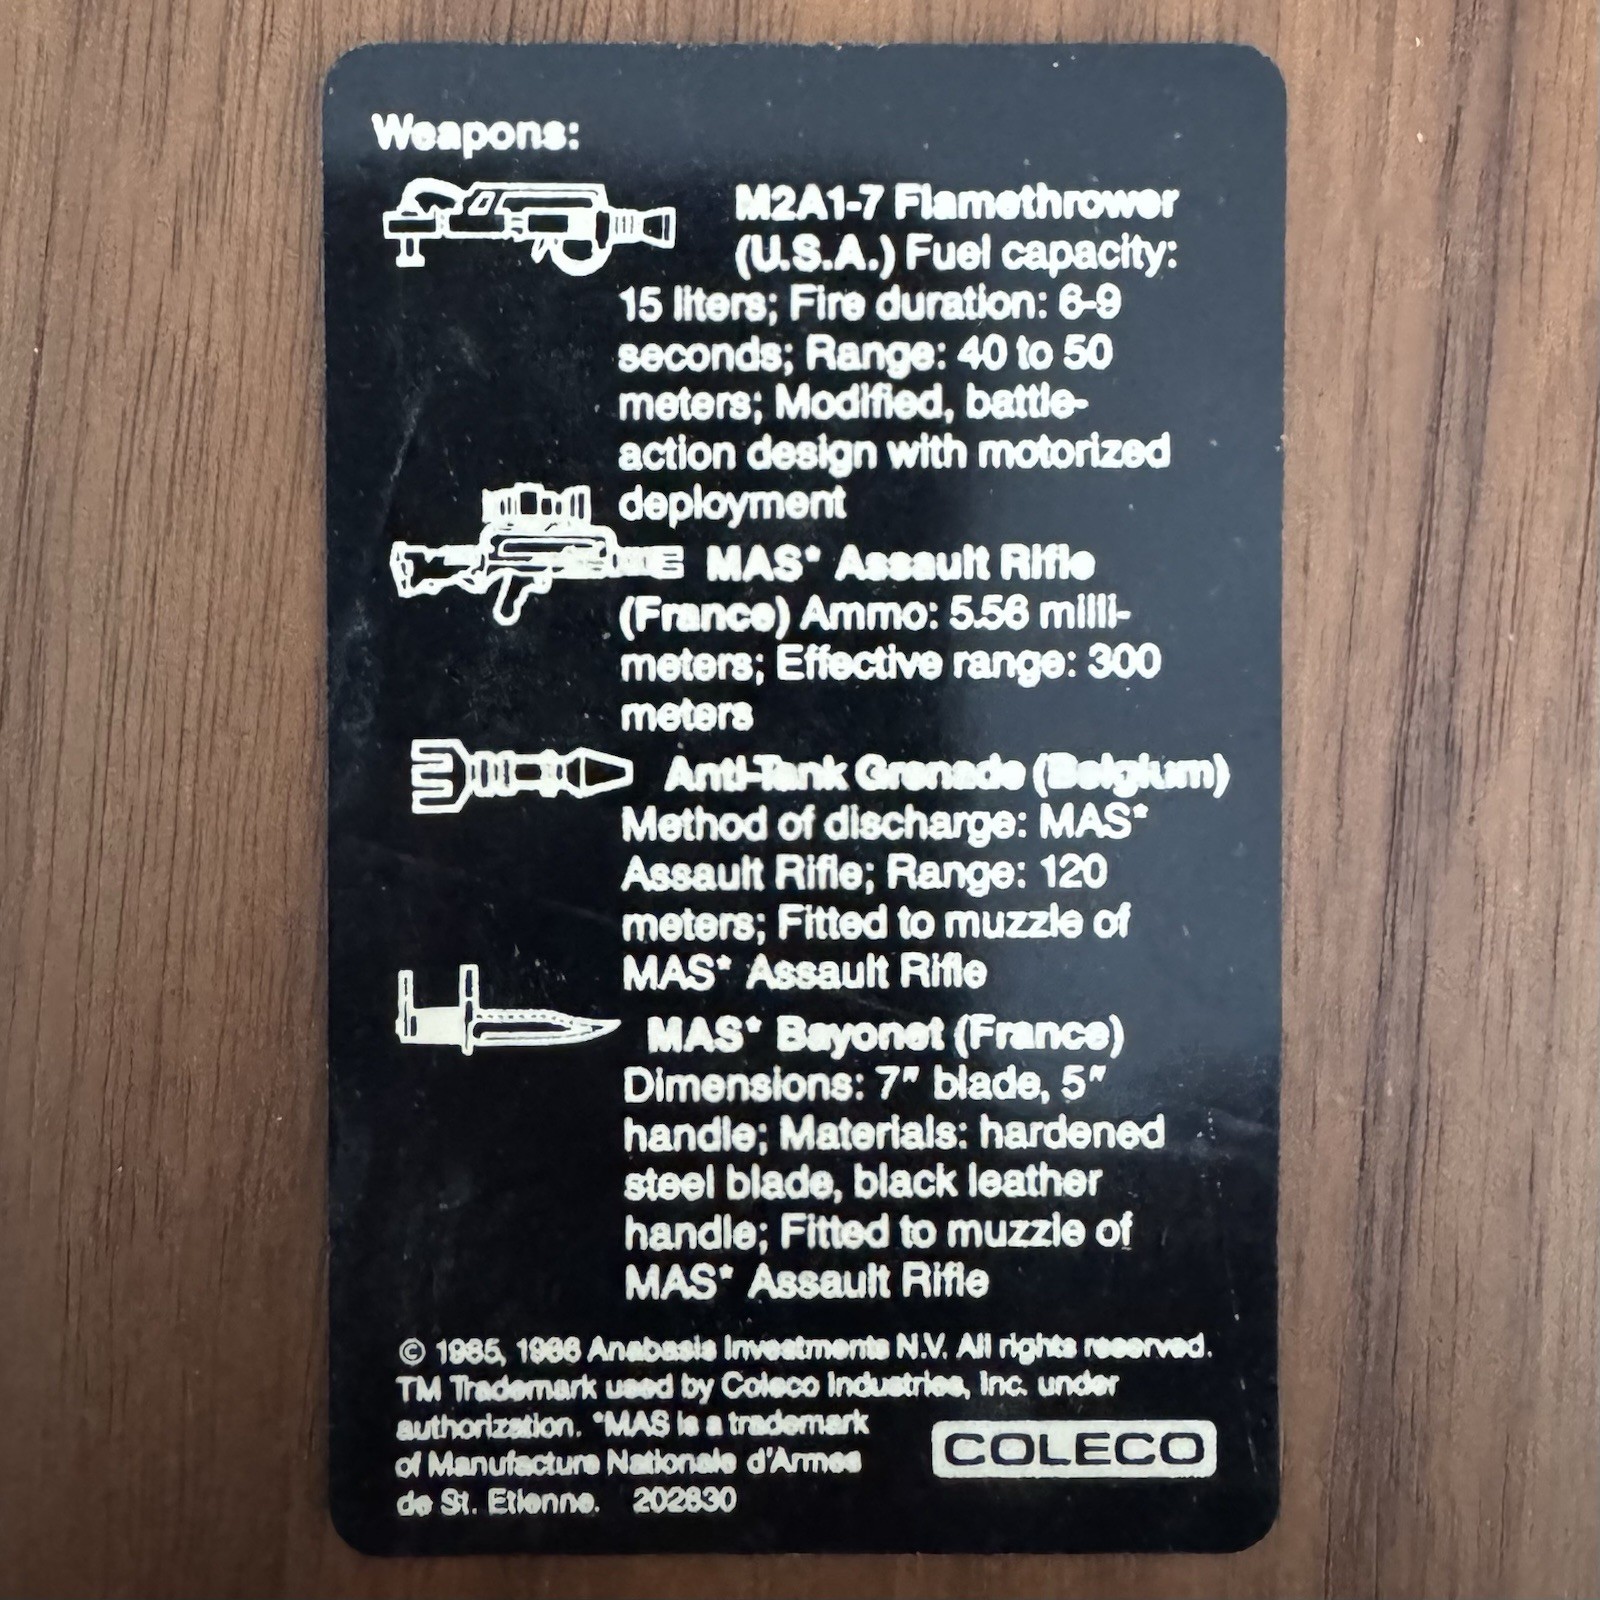 Weapons:
M2A1-7 Flamethrower
(U.S.A.) Fuel capacity:
15 liters; Fire duration: 6-9
seconds; Range: 40 to 50
meters; Modified, battle-
action design with motorized
deployment
MAS* Assault Rifle
(France) Ammo: 5.56 milli-
meters; Effective range: 300
meters
Anti-Tank Grenade (Belgium)
Method of discharge: MAS*
Assault Rifle; Range: 120
meters; Fitted to muzzle of
MAS* Assault Rifle
MAS* Bayonet (France)
Dimensions: 7" blade, 5"
handle; Materials: hardened
steel blade, black leather
handle; Fitted to muzzle of
MAS* Assault Rifle
© 1985, 1986 Anabasis Investments N.V. All rights reserved.
TM Trademark used by Coleco Industries, Inc. under
authorization. *MAS is a trademark
of Manufacture Nationale d'Armes
de St. Etienne. 202830
COLECO